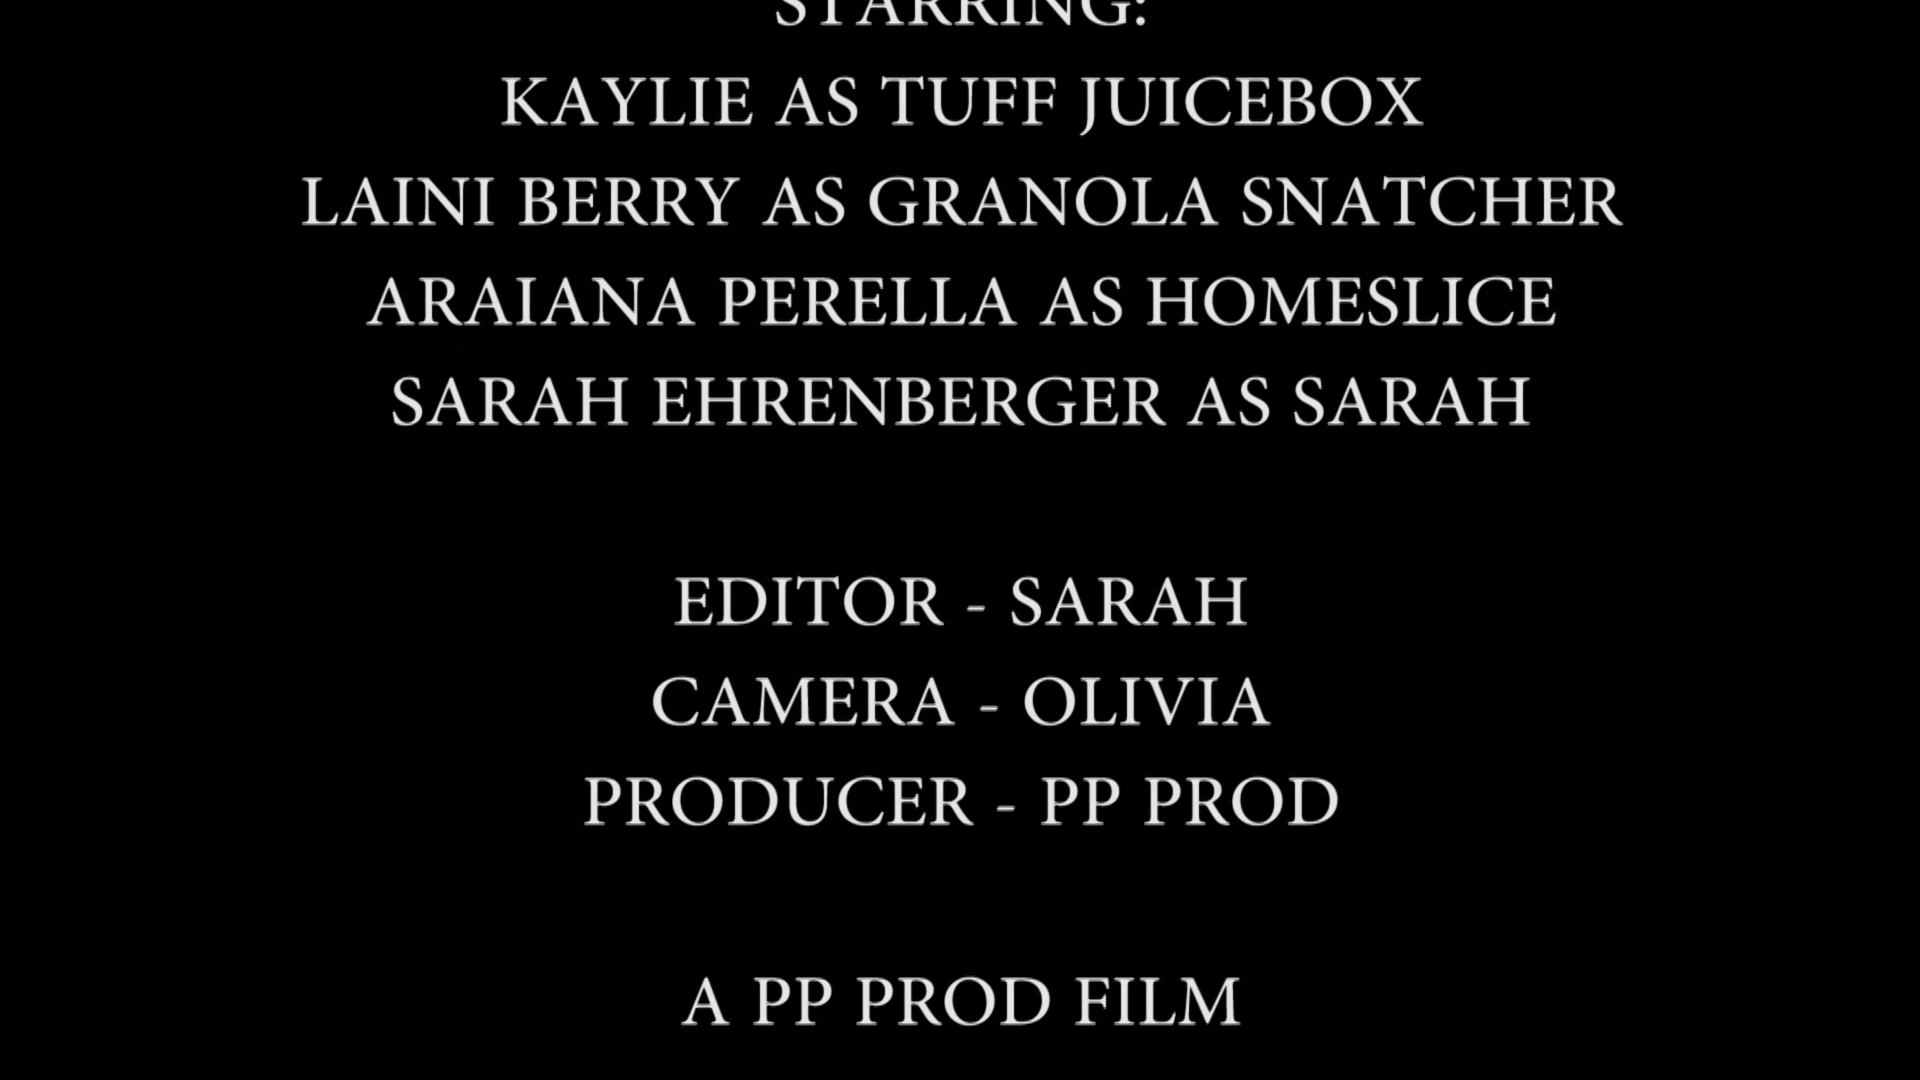 STARRING:
KAYLIE AS TUFF JUICEBOX
LAINI BERRY AS GRANOLA SNATCHER
ARAIANA PERELLA AS HOMESLICE
SARAH EHRENBERGER AS SARAH
EDITOR - SARAH
CAMERA - OLIVIA
PRODUCER - PP PROD
A PP PROD FILM